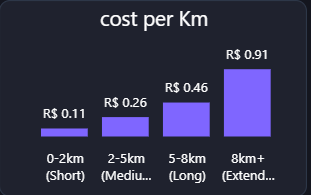 cost per Km
R$ 0.91
R$ 0.46
R$ 0.26
R$ 0.11
0-2km 2-5km 5-8km 8km+
(Short) (Mediu... (Long) (Extend...